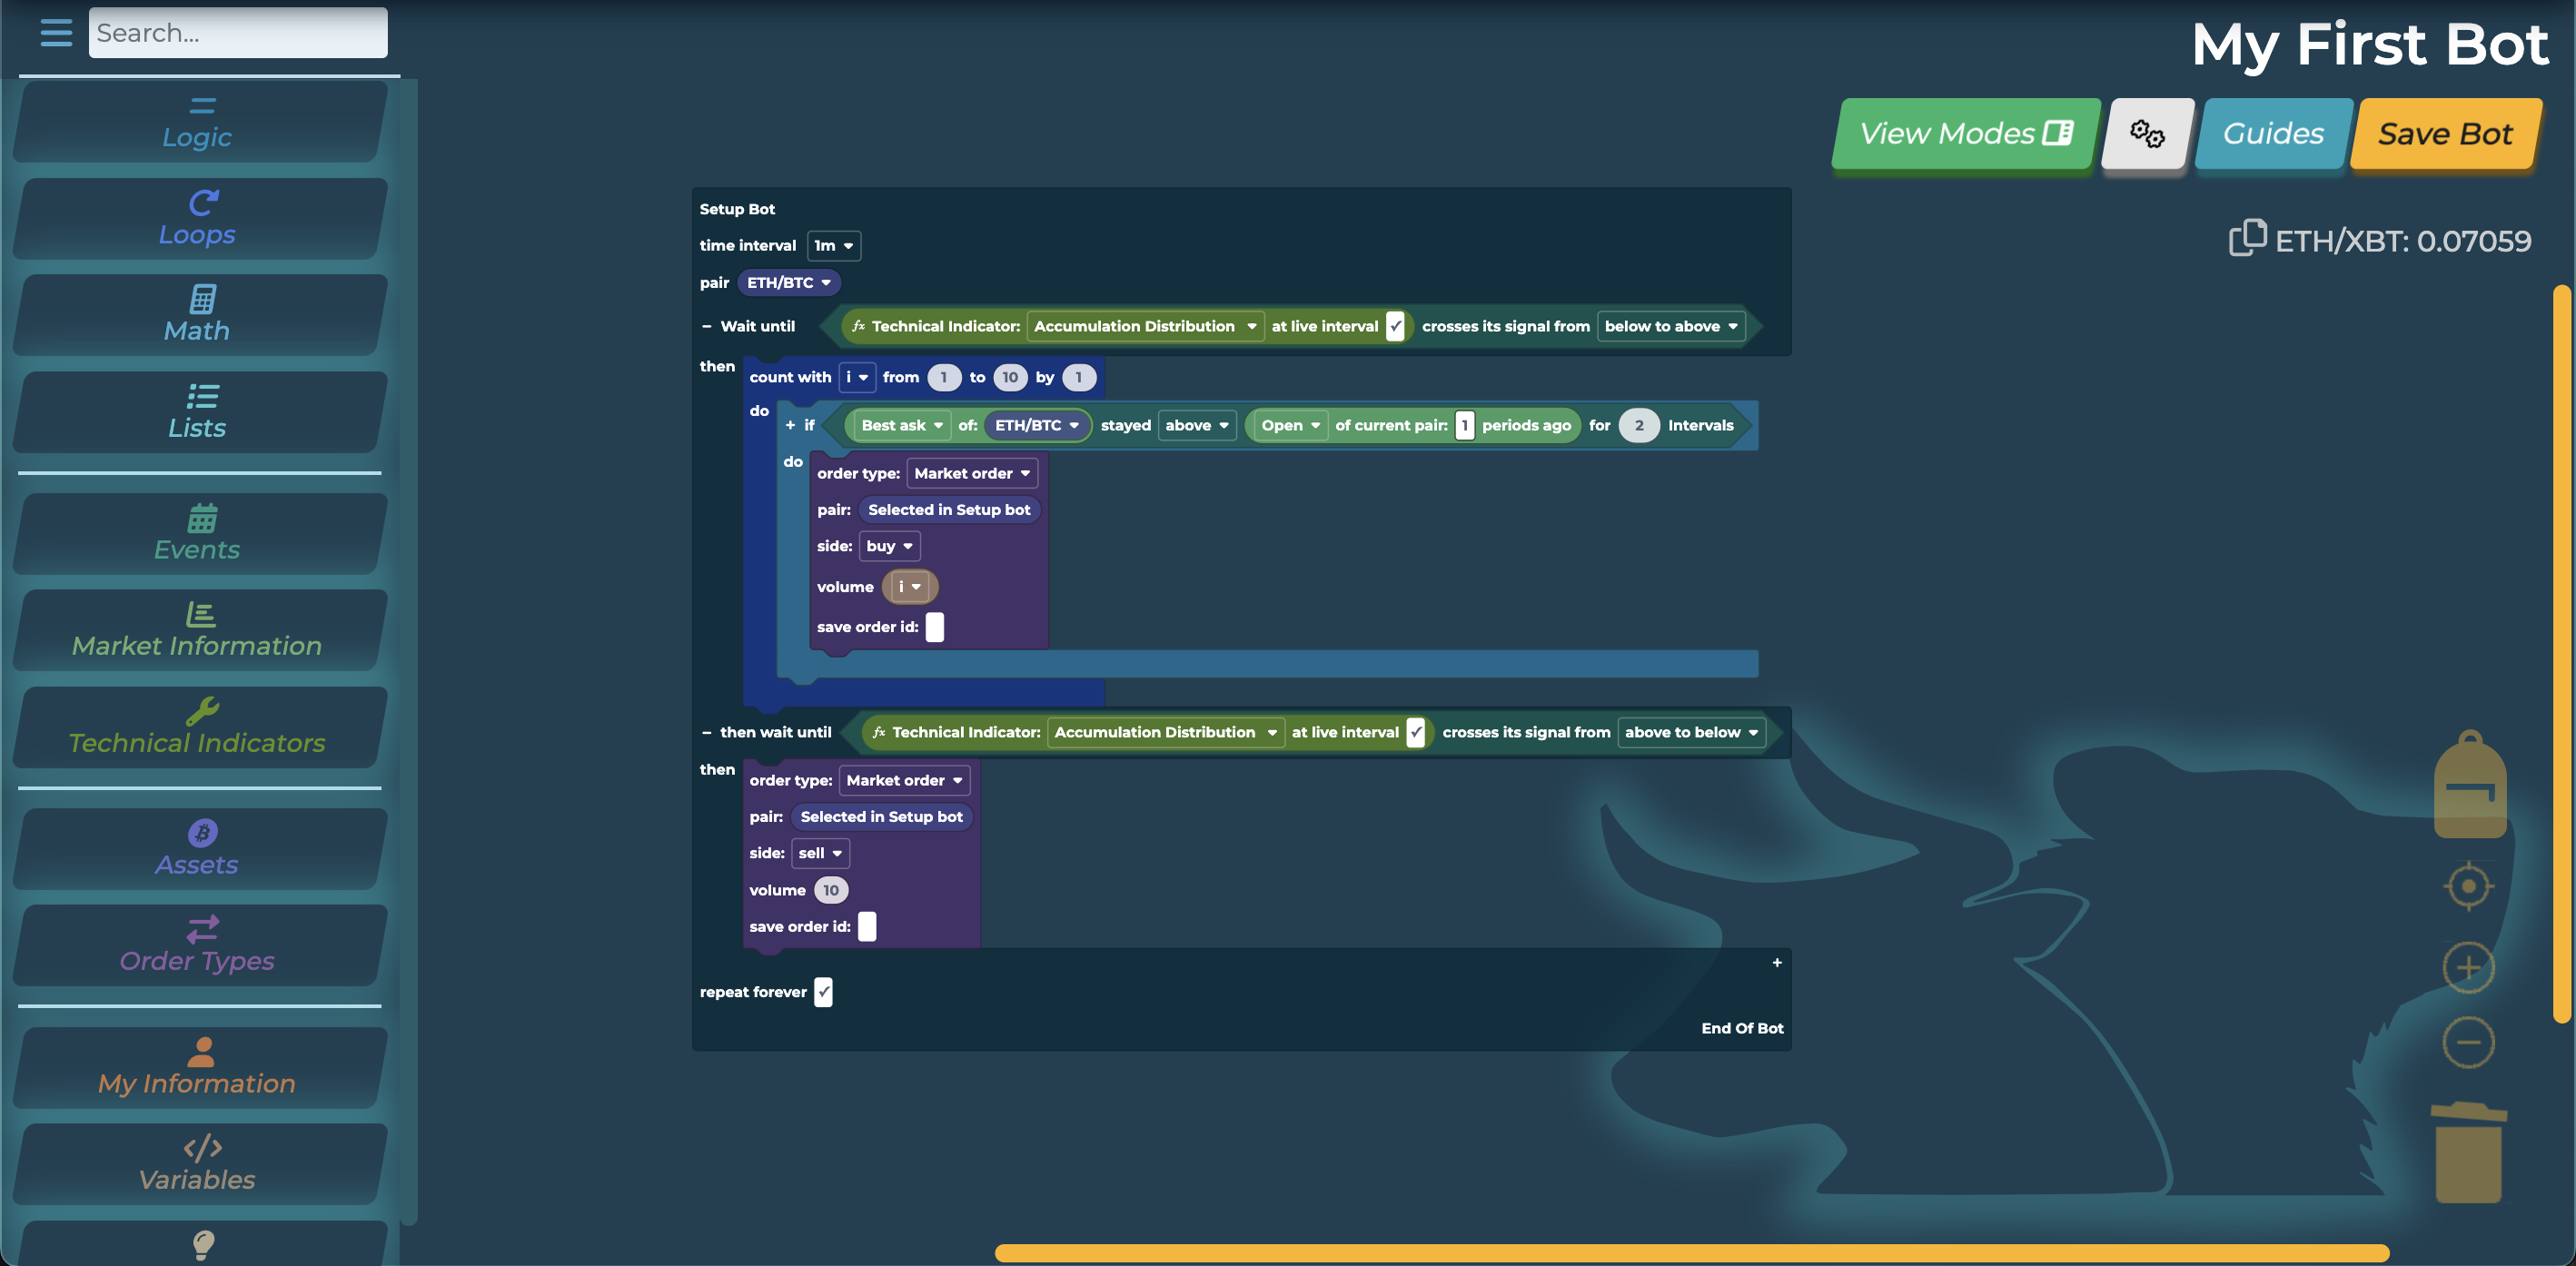 Search...
My First Bot
Logic
Loops
Math
Lists
Events
Market Information
Technical Indicators
Assets
Order Types
My Information
Variables
View Modes
Guides
Save Bot
ETH/XBT: 0.07059
Setup Bot
time interval 1m
pair ETH/BTC
- Wait until fx Technical Indicator: Accumulation Distribution at live interval ✓ crosses its signal from below to above
then count with i from 1 to 10 by 1
do + if Best ask of: ETH/BTC stayed above Open of current pair: 1 periods ago for 2 Intervals
do order type: Market order
pair: Selected in Setup bot
side: buy
volume i
save order id:
- then wait until fx Technical Indicator: Accumulation Distribution at live interval ✓ crosses its signal from above to below
then order type: Market order
pair: Selected in Setup bot
side: sell
volume 10
save order id:
+
repeat forever ✓
End Of Bot